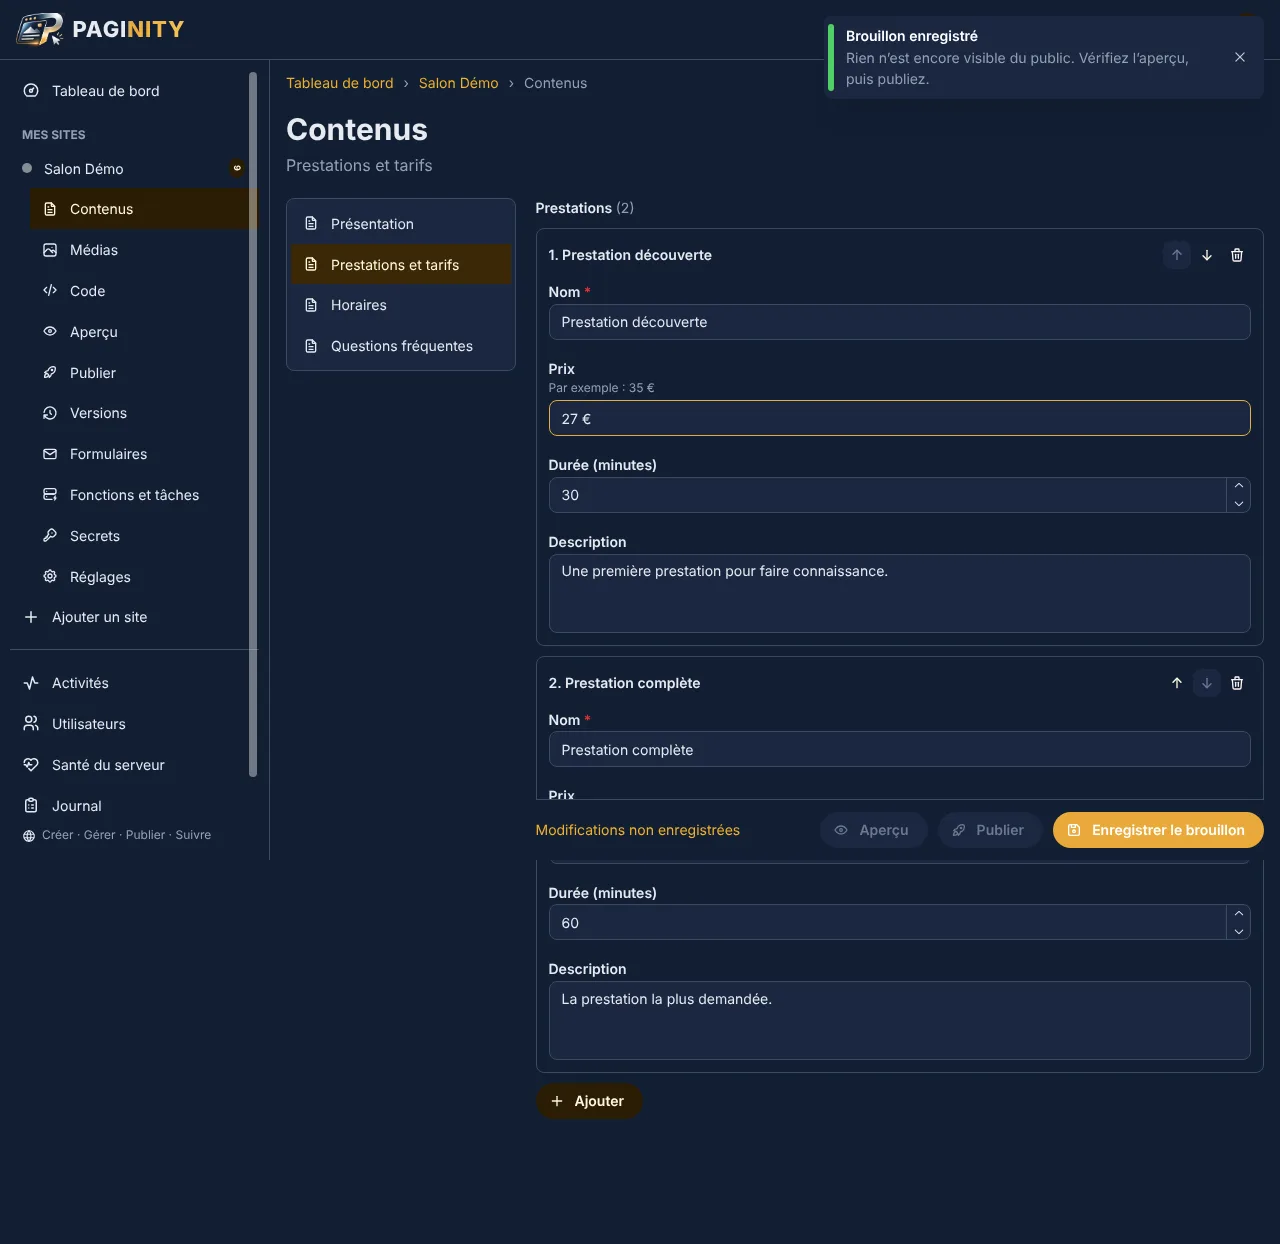 PAGINITY
Brouillon enregistré
Rien n’est encore visible du public. Vérifiez l’aperçu,
puis publiez.
Tableau de bord
MES SITES
Salon Démo
6
Contenus
Médias
Code
Aperçu
Publier
Versions
Formulaires
Fonctions et tâches
Secrets
Réglages
Ajouter un site
Activités
Utilisateurs
Santé du serveur
Journal
Créer · Gérer · Publier · Suivre
Tableau de bord › Salon Démo › Contenus
Contenus
Prestations et tarifs
Présentation
Prestations et tarifs
Horaires
Questions fréquentes
Prestations (2)
1. Prestation découverte
Nom *
Prestation découverte
Prix
Par exemple : 35 €
27 €
Durée (minutes)
30
Description
Une première prestation pour faire connaissance.
2. Prestation complète
Nom *
Prestation complète
Prix
Modifications non enregistrées
Aperçu
Publier
Enregistrer le brouillon
Durée (minutes)
60
Description
La prestation la plus demandée.
Ajouter